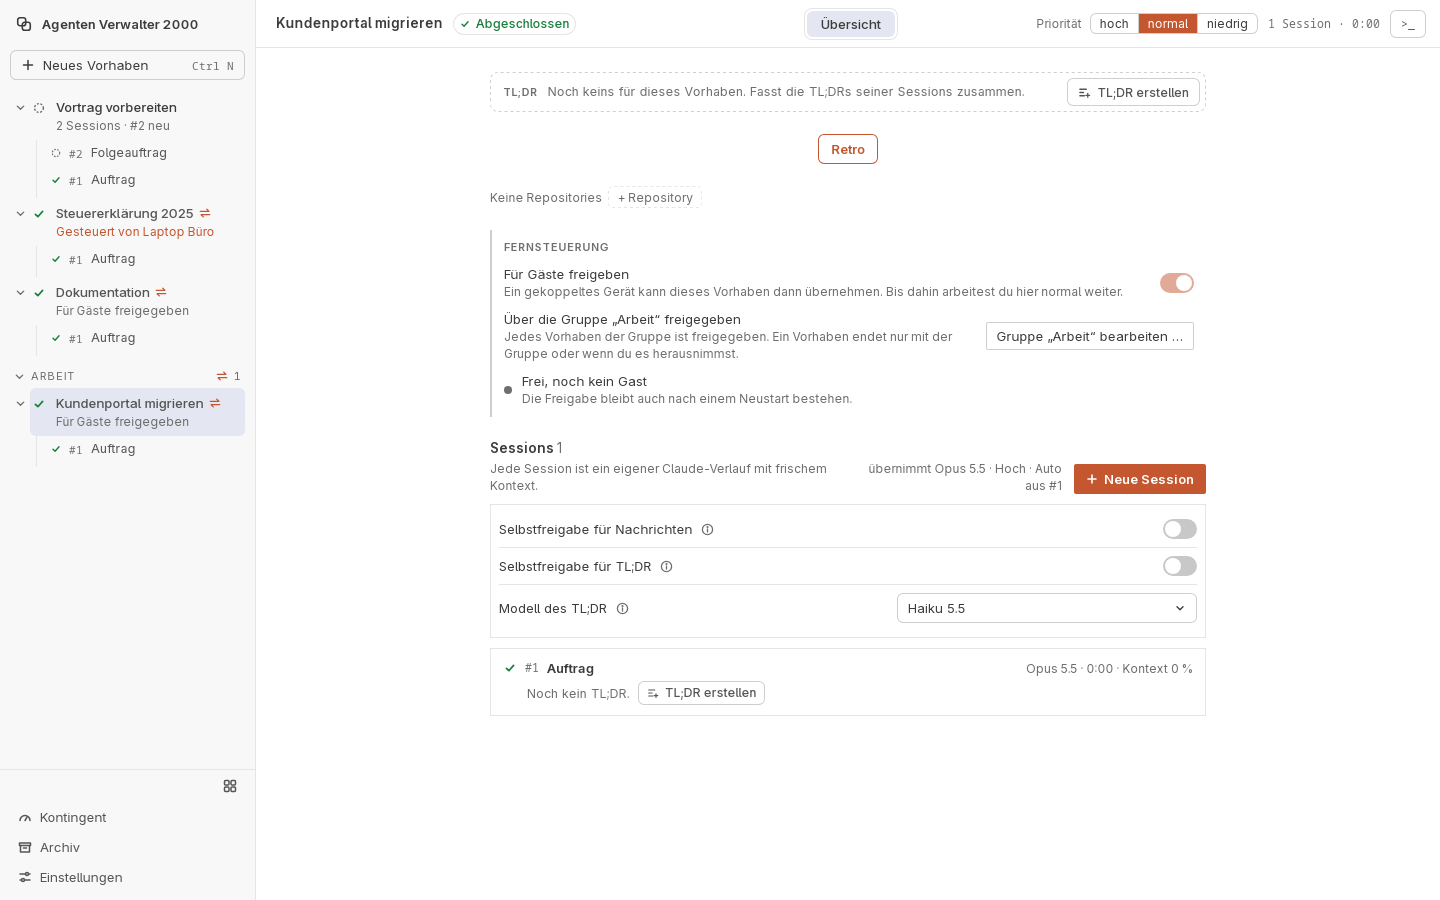 Agenten Verwalter 2000
Neues Vorhaben Ctrl N
Vortrag vorbereiten
2 Sessions · #2 neu
#2 Folgeauftrag
#1 Auftrag
Steuererklärung 2025
Gesteuert von Laptop Büro
#1 Auftrag
Dokumentation
Für Gäste freigegeben
#1 Auftrag
ARBEIT 1
Kundenportal migrieren
Für Gäste freigegeben
#1 Auftrag
Kontingent
Archiv
Einstellungen
Kundenportal migrieren Abgeschlossen Übersicht Priorität hoch normal niedrig 1 Session · 0:00 >_
TL;DR Noch keins für dieses Vorhaben. Fasst die TL;DRs seiner Sessions zusammen. TL;DR erstellen
Retro
Keine Repositories + Repository
FERNSTEUERUNG
Für Gäste freigeben
Ein gekoppeltes Gerät kann dieses Vorhaben dann übernehmen. Bis dahin arbeitest du hier normal weiter.
Über die Gruppe „Arbeit“ freigegeben
Jedes Vorhaben der Gruppe ist freigegeben. Ein Vorhaben endet nur mit der
Gruppe oder wenn du es herausnimmst.
Gruppe „Arbeit“ bearbeiten ...
Frei, noch kein Gast
Die Freigabe bleibt auch nach einem Neustart bestehen.
Sessions 1
Jede Session ist ein eigener Claude-Verlauf mit frischem
Kontext.
übernimmt Opus 5.5 · Hoch · Auto
aus #1
+ Neue Session
Selbstfreigabe für Nachrichten
Selbstfreigabe für TL;DR
Modell des TL;DR Haiku 5.5
#1 Auftrag Opus 5.5 · 0:00 · Kontext 0 %
Noch kein TL;DR. TL;DR erstellen